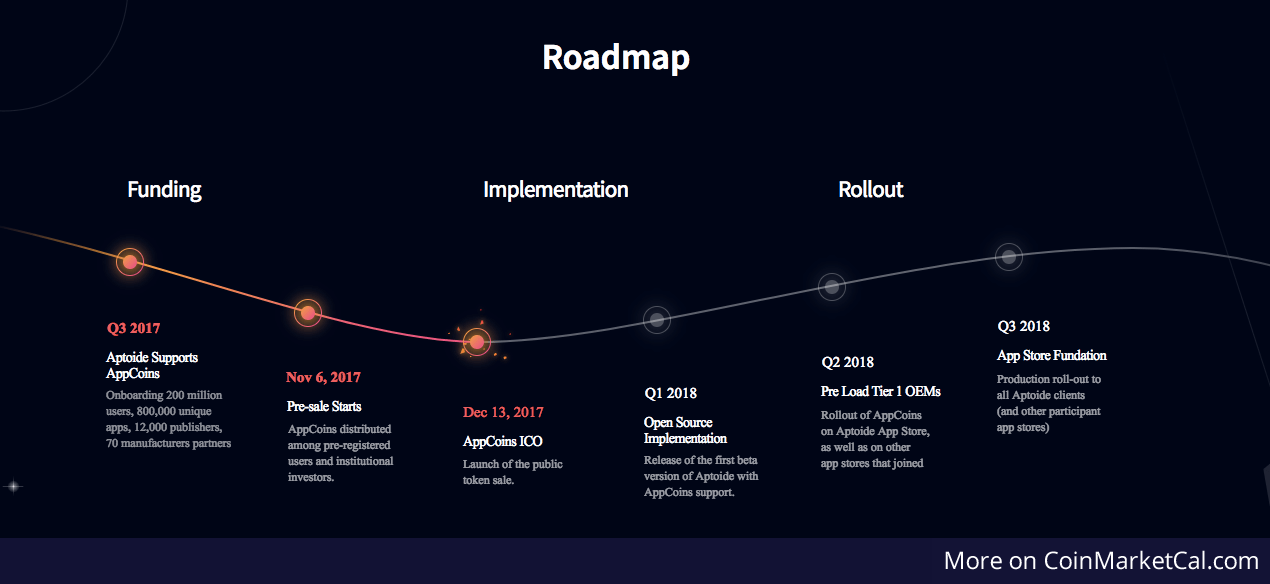 Roadmap
Funding
Implementation
Rollout
Q3 2017
Aptoide Supports
AppCoins
Onboarding 200 million
users, 800,000 unique
apps, 12,000 publishers,
70 manufacturers partners
Nov 6, 2017
Pre-sale Starts
AppCoins distributed
among pre-registered
users and institutional
investors.
Dec 13, 2017
AppCoins ICO
Launch of the public
token sale.
Q1 2018
Open Source
Implementation
Release of the first beta
version of Aptoide with
AppCoins support.
Q2 2018
Pre Load Tier 1 OEMs
Rollout of AppCoins
on Aptoide App Store,
as well as on other
app stores that joined
Q3 2018
App Store Fundation
Production roll-out to
all Aptoide clients
(and other participant
app stores)
More on CoinMarketCal.com